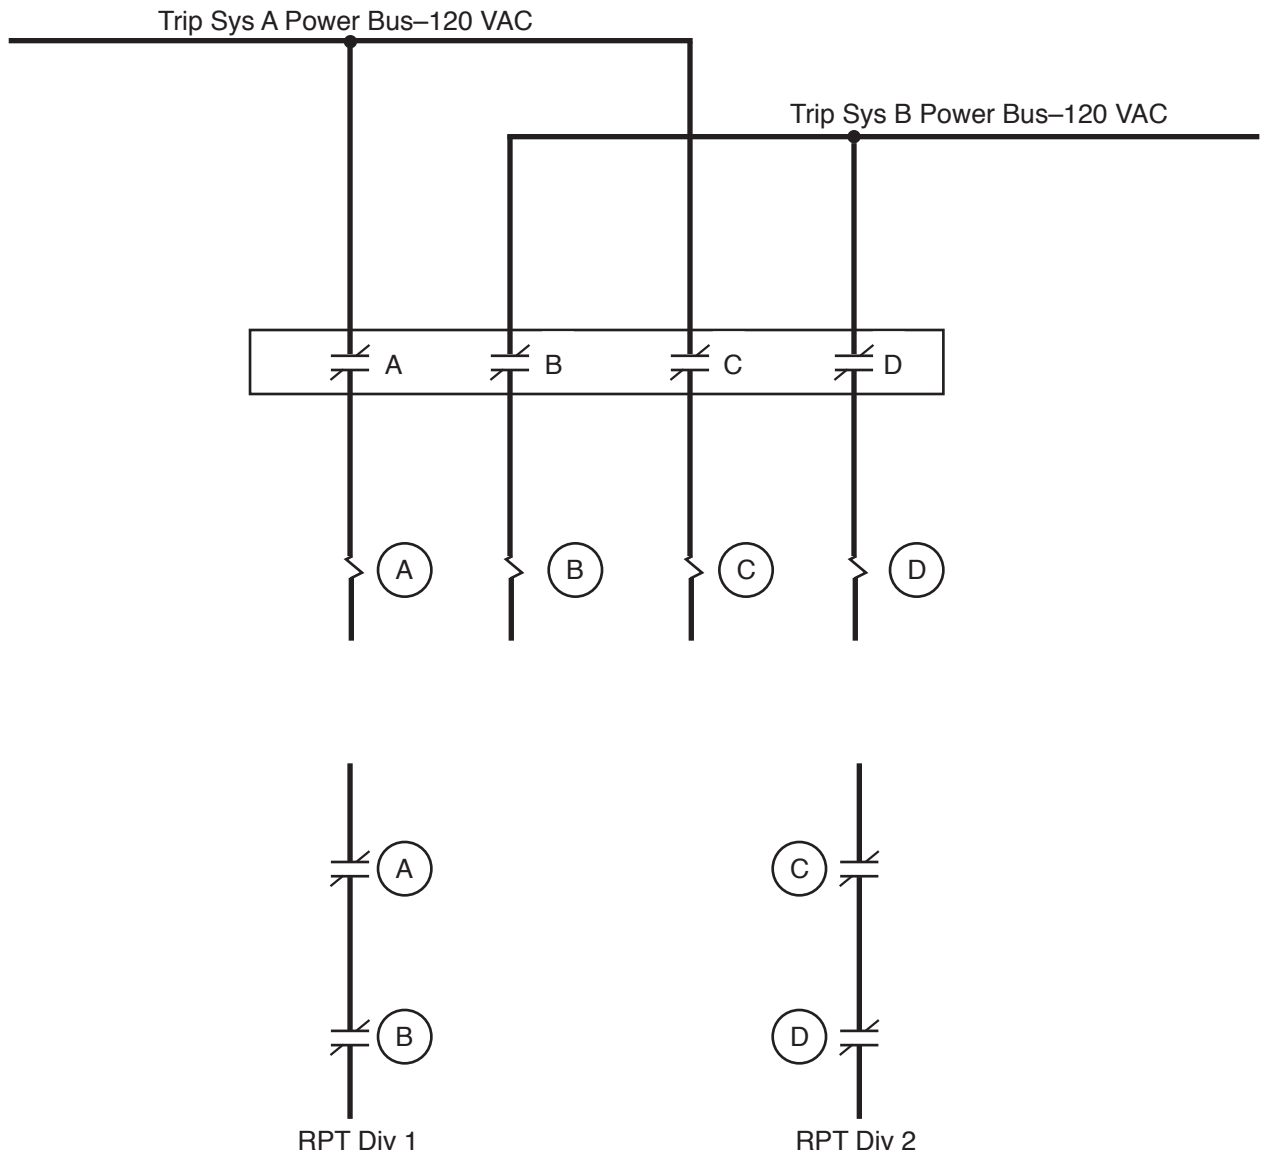 Trip Sys A Power Bus–120 VAC
Trip Sys B Power Bus–120 VAC
A
B
C
D
A
B
C
D
A
C
B
D
RPT Div 1
RPT Div 2